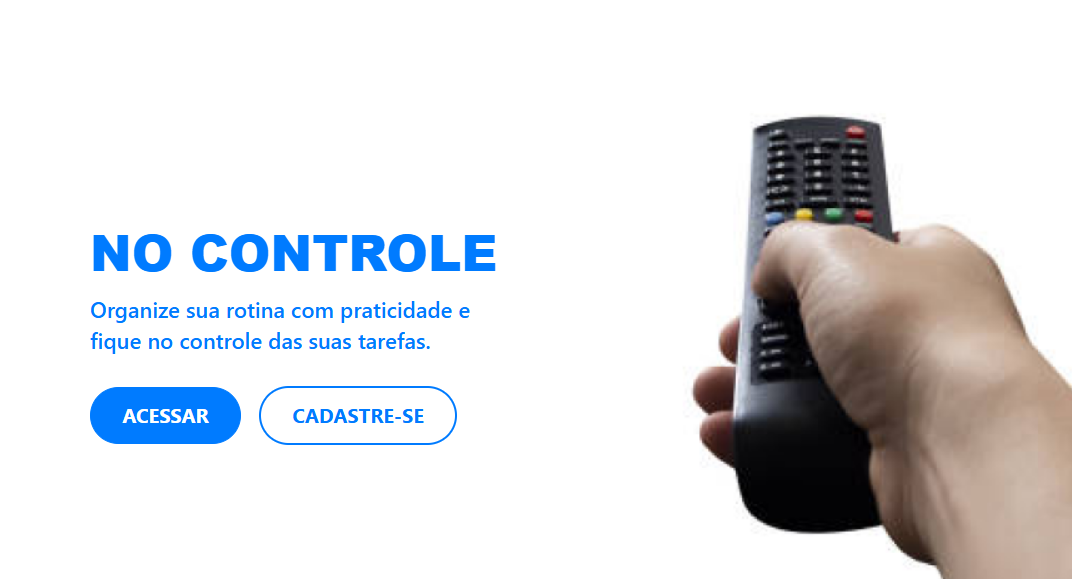 NO CONTROLE
Organize sua rotina com praticidade e
fique no controle das suas tarefas.
ACESSAR
CADASTRE-SE